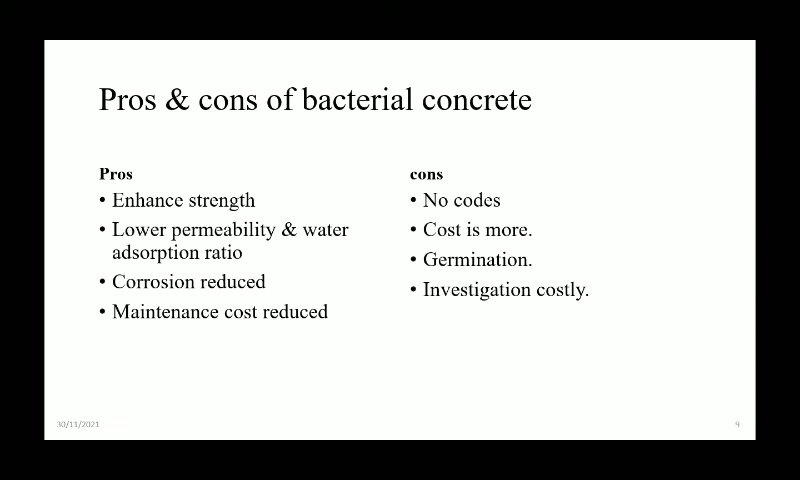 Pros & cons of bacterial concrete
Pros
• Enhance strength
• Lower permeability & water
adsorption ratio
• Corrosion reduced
• Maintenance cost reduced
cons
• No codes
• Cost is more.
• Germination.
• Investigation costly.
30/11/2021
9